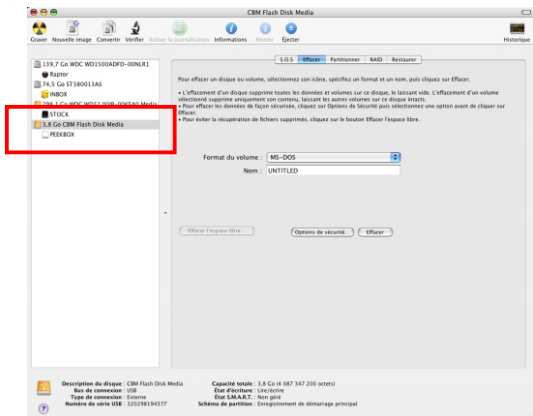 CBM Flash Disk Media
Graver Nouvelle image Convertir Vérifier Activer la journalisation Informations Monter Ejecter Historique
139,7 Go WDC WD1500ADFD-00NLR1
Raptor
74,5 Go ST380013AS
INBOX
298,1 Go WDC WD32 00JB-00KFA0 Media
STOCK
3,8 Go CBM Flash Disk Media
PEEKBOX
S.O.S Effacer Partitionner RAID Restaurer
Pour effacer un disque ou volume, sélectionnez son icône, spécifiez un format et un nom, puis cliquez sur Effacer.
• L'effacement d'un disque supprime toutes les données et volumes sur ce disque, le laissant vide. L'effacement d'un volume
sélectionné supprime uniquement son contenu, laissant les autres volumes sur ce disque intacts.
• Pour effacer les données de façon sécurisée, cliquez sur Options de Sécurité puis sélectionnez une option avant de cliquer sur
Effacer.
• Pour éviter la récupération de fichiers supprimés, cliquez sur le bouton Effacer l'espace libre.
Format du volume : MS-DOS
Nom : UNTITLED
Effacer l'espace libre... Options de sécurité... Effacer
Description du disque : CBM Flash Disk Media
Bus de connexion : USB
Type de connexion : Externe
Numéro de série USB : 320298194377
Capacité totale : 3,8 Go (4 087 347 200 octets)
État d'écriture : Lire/écrire
État S.M.A.R.T. : Non géré
Schéma de partition : Enregistrement de démarrage principal
?